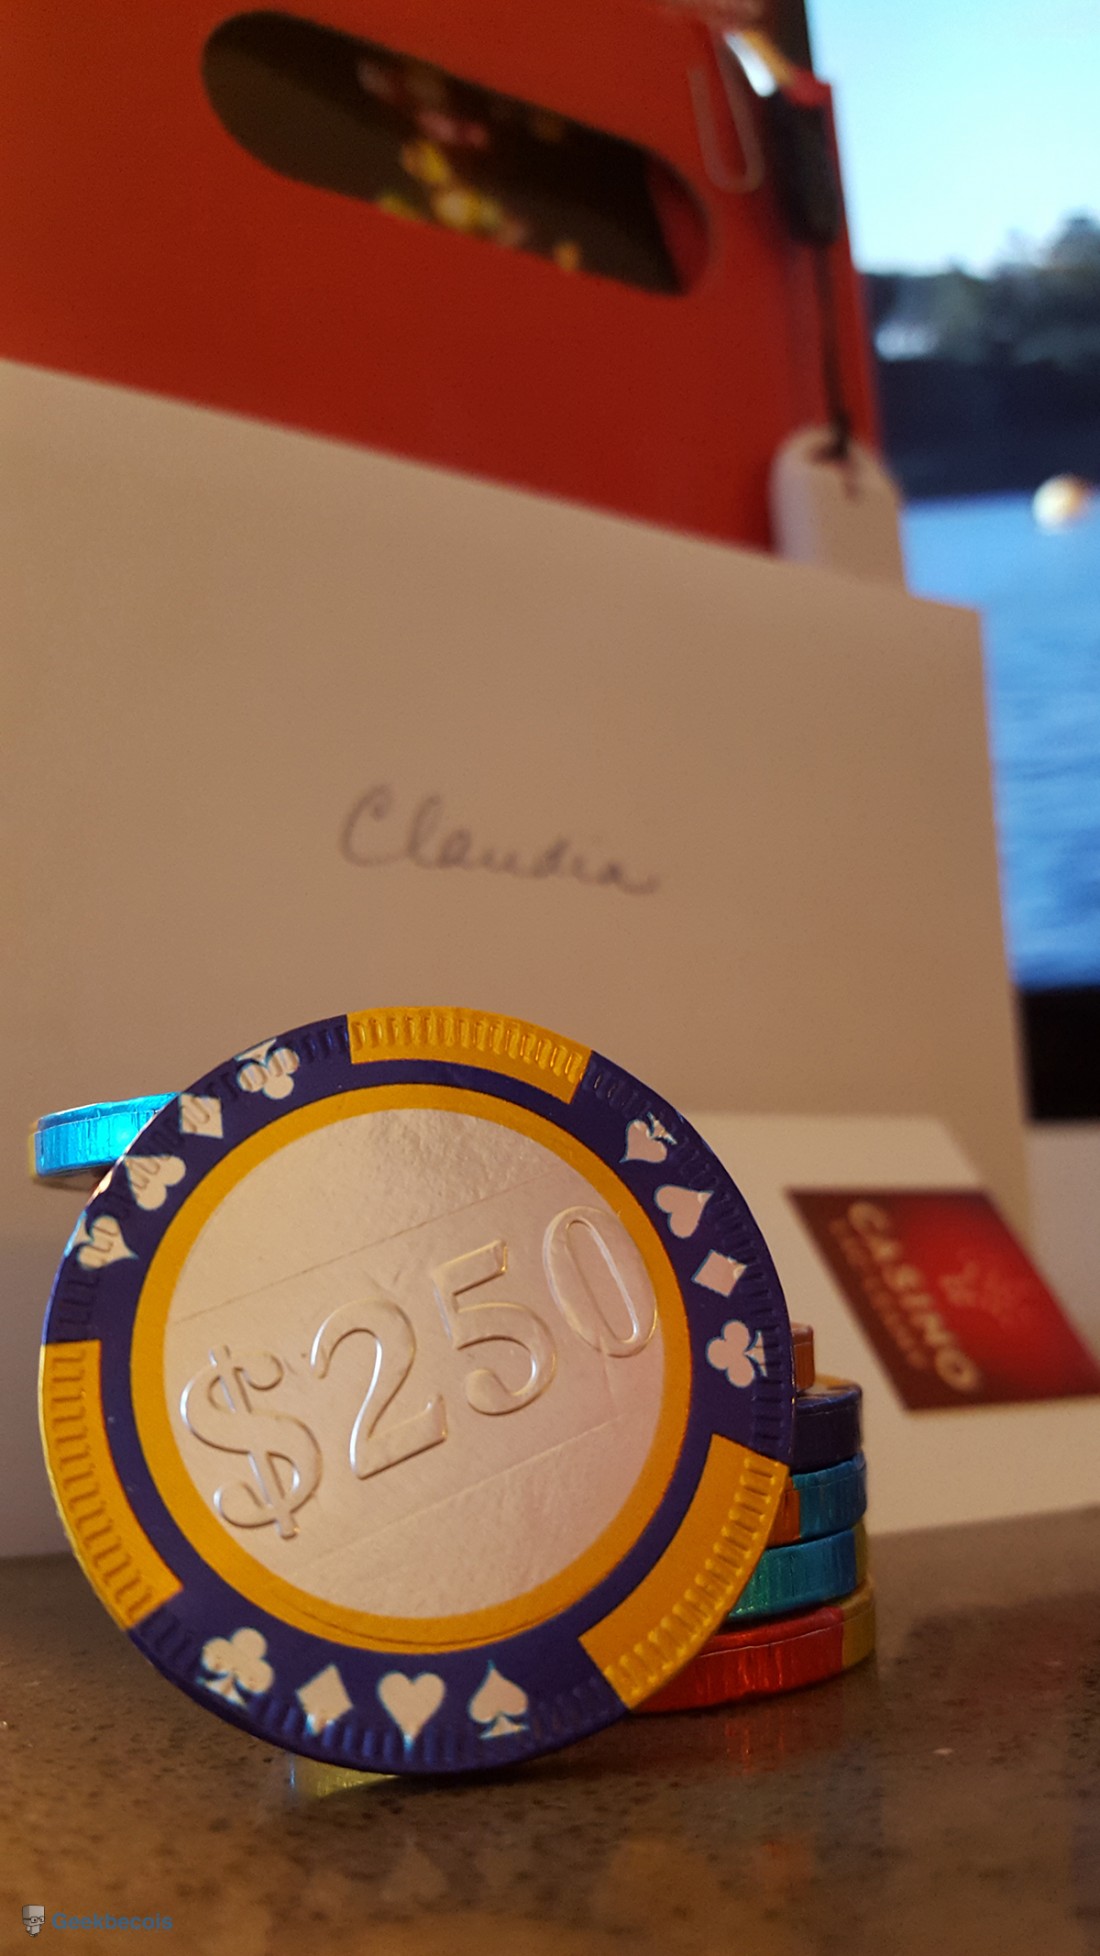 Claudia
$250
CASINO
Geekbecois